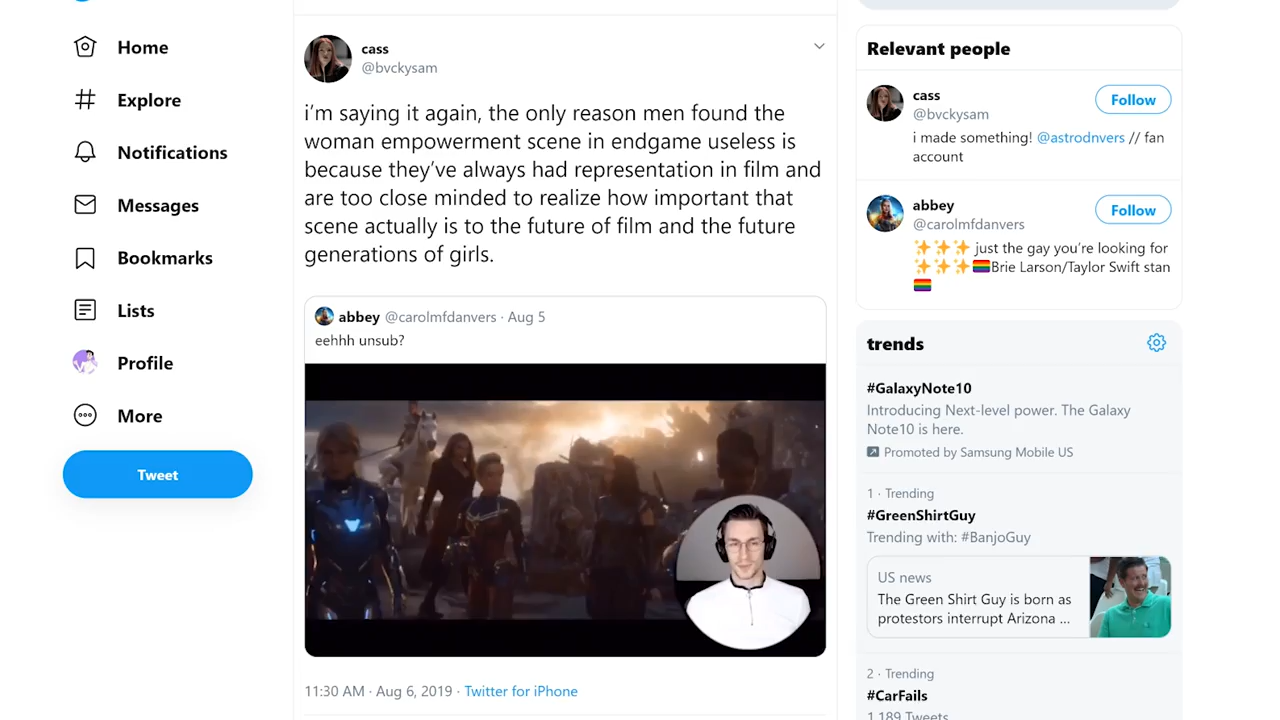 Home
Explore
Notifications
Messages
Bookmarks
Lists
Profile
More
Tweet
cass
@bvckysam
i’m saying it again, the only reason men found the
woman empowerment scene in endgame useless is
because they’ve always had representation in film and
are too close minded to realize how important that
scene actually is to the future of film and the future
generations of girls.
abbey @carolmfdanvers · Aug 5
eehhh unsub?
11:30 AM · Aug 6, 2019 · Twitter for iPhone
Relevant people
cass
@bvckysam
Follow
i made something! @astrodnvers // fan
account
abbey
@carolmfdanvers
Follow
✨✨✨ just the gay you’re looking for
✨✨✨🏳️‍🌈Brie Larson/Taylor Swift stan
🏳️‍🌈
trends
#GalaxyNote10
Introducing Next-level power. The Galaxy
Note10 is here.
Promoted by Samsung Mobile US
1 · Trending
#GreenShirtGuy
Trending with: #BanjoGuy
US news
The Green Shirt Guy is born as
protestors interrupt Arizona ...
2 · Trending
#CarFails
1,189 Tweets